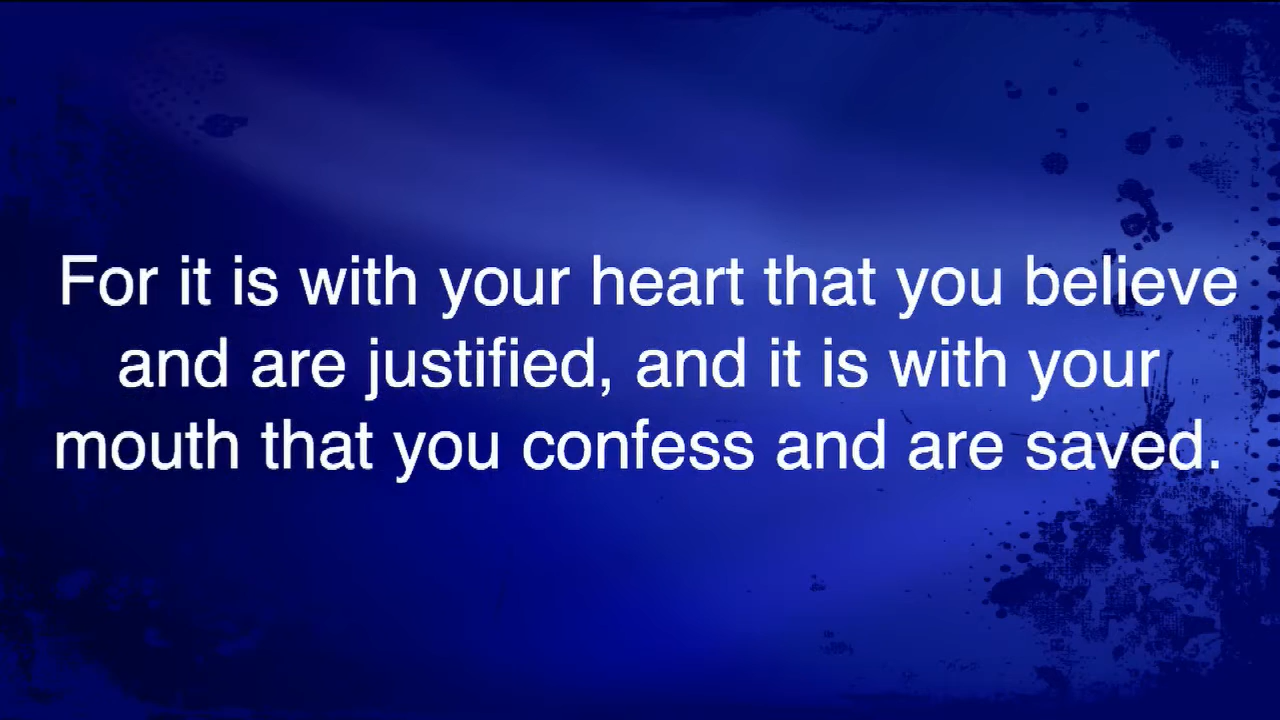 For it is with your heart that you believe
and are justified, and it is with your
mouth that you confess and are saved.